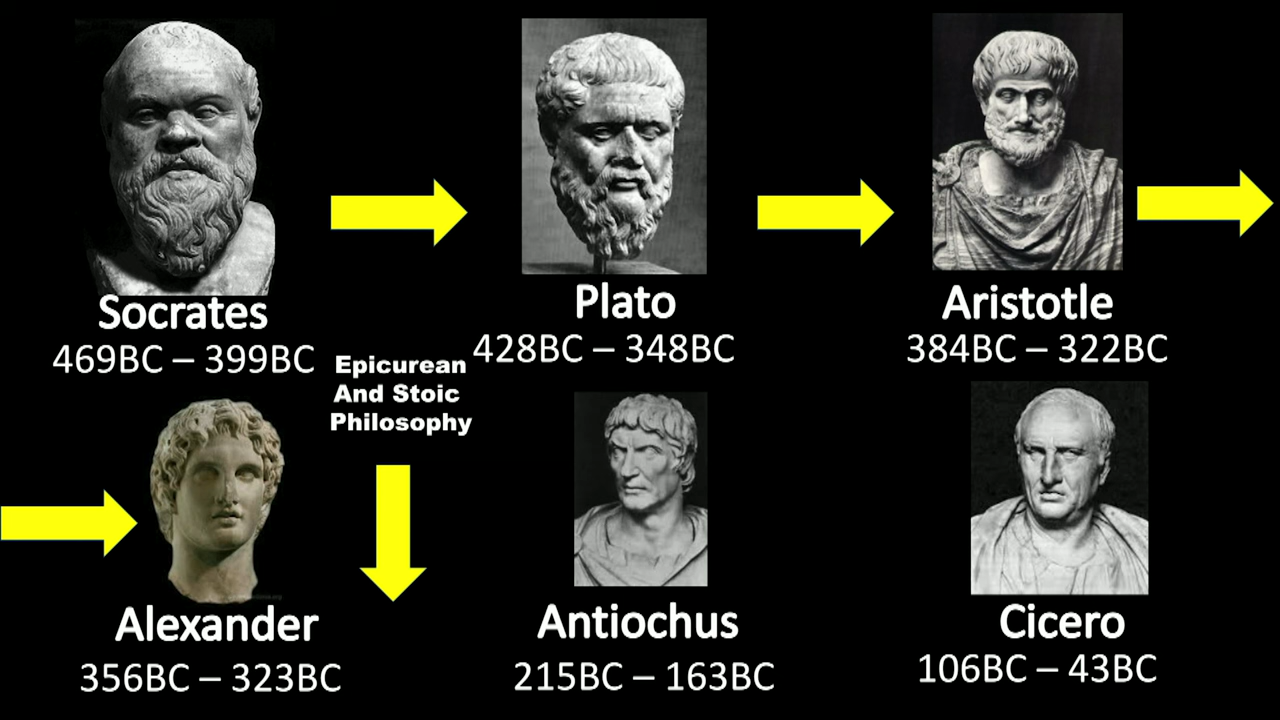 Socrates
469BC – 399BC
Plato
428BC – 348BC
Aristotle
384BC – 322BC
Epicurean
And Stoic
Philosophy
Alexander
356BC – 323BC
Antiochus
215BC – 163BC
Cicero
106BC – 43BC